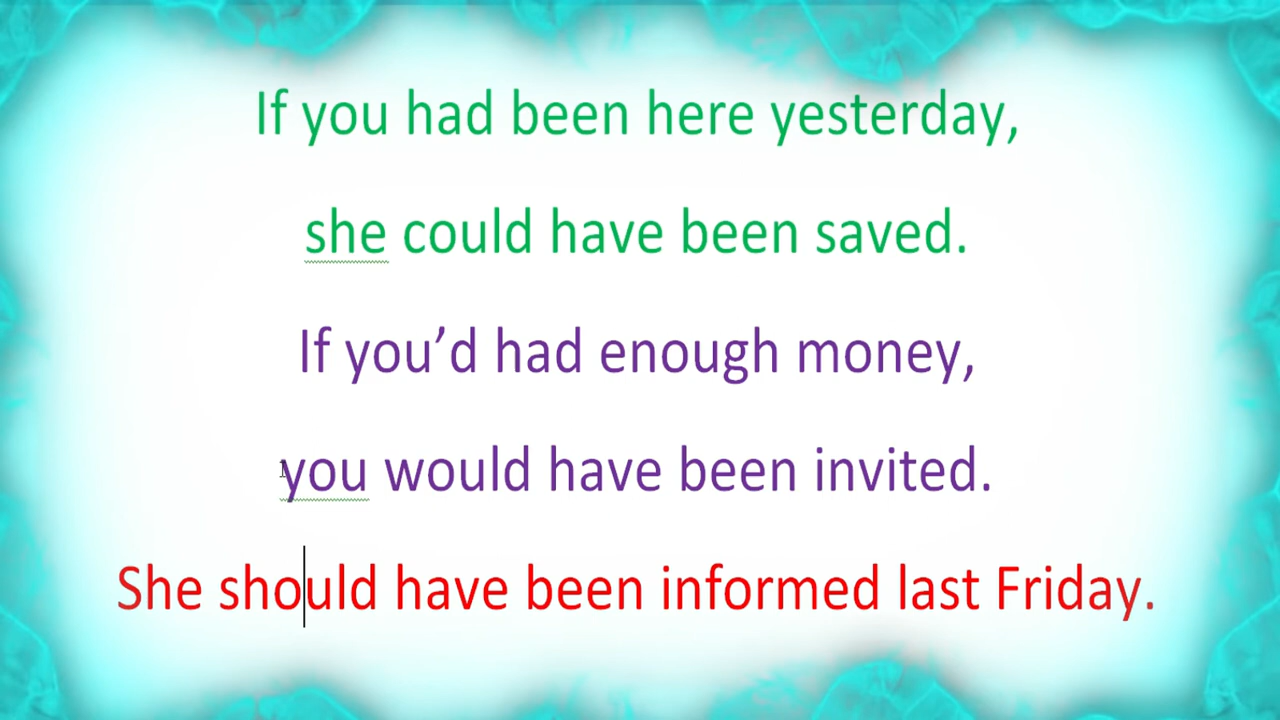 If you had been here yesterday,
she could have been saved.
If you’d had enough money,
you would have been invited.
She should have been informed last Friday.